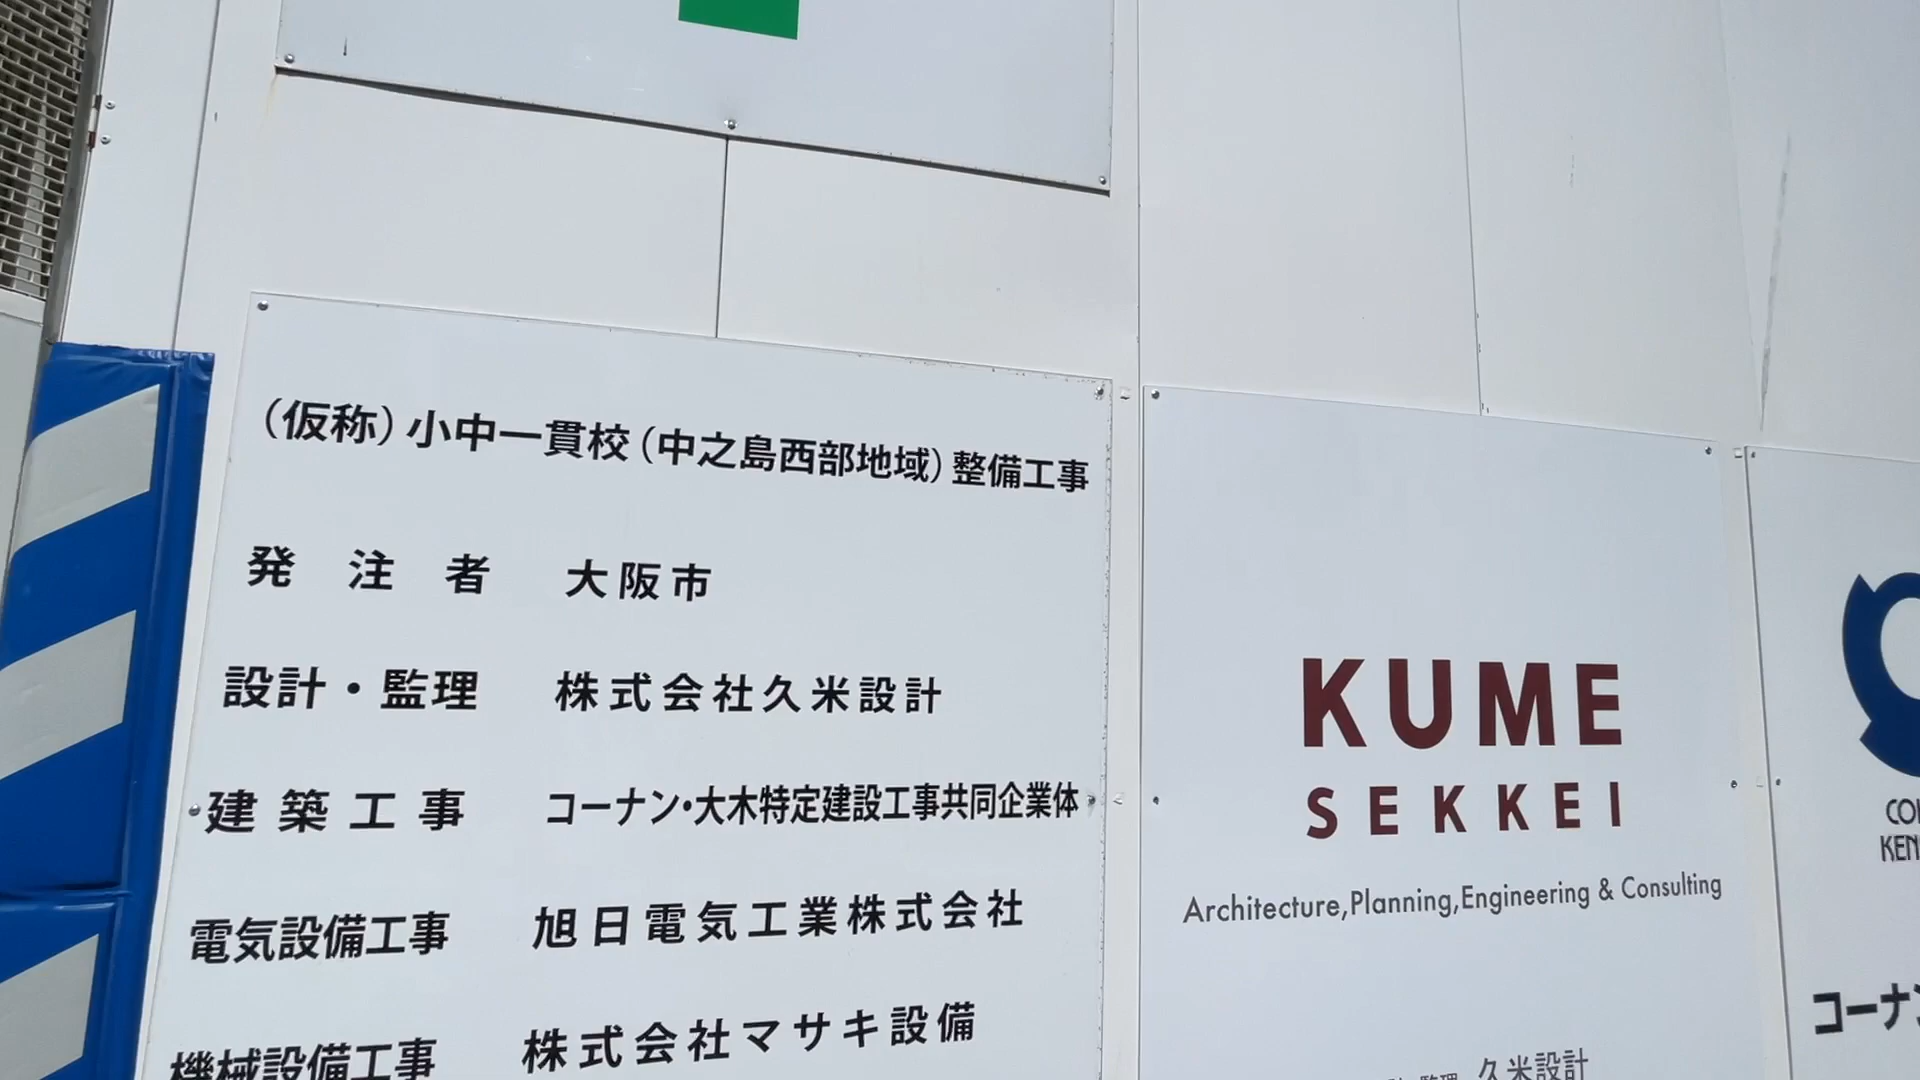 （仮称）小中一貫校（中之島西部地域）整備工事
発注者 大阪市
設計・監理 株式会社久米設計
建築工事 コーナン・大木特定建設工事共同企業体
電気設備工事 旭日電気工業株式会社
機械設備工事 株式会社マサキ設備
KUME
SEKKEI
Architecture,Planning,Engineering & Consulting
監理 久米設計
コーナン